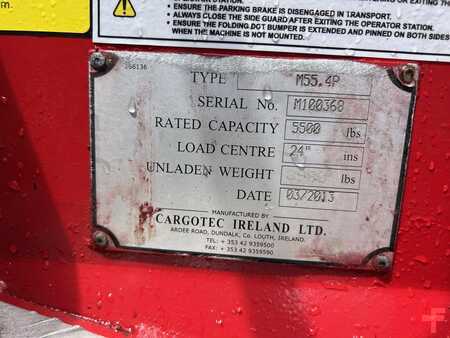 • ENSURE THE PARKING BRAKE IS DISENGAGED IN TRANSPORT.
• ALWAYS CLOSE THE SIDE GUARD AFTER EXITING THE OPERATOR STATION.
• ENSURE THE FOLDING DOT BUMPER IS EXTENDED AND PINNED ON BOTH SIDES
WHEN THE MACHINE IS NOT MOUNTED.
TYPE M55.4P
SERIAL No. M100368
RATED CAPACITY 5500 lbs
LOAD CENTRE 24" ins
UNLADEN WEIGHT lbs
DATE 03/2013
MANUFACTURED BY
CARGOTEC IRELAND LTD.
ARDEE ROAD, DUNDALK, Co. LOUTH, IRELAND.
TEL: + 353 42 9359500
FAX: + 353 42 9359590